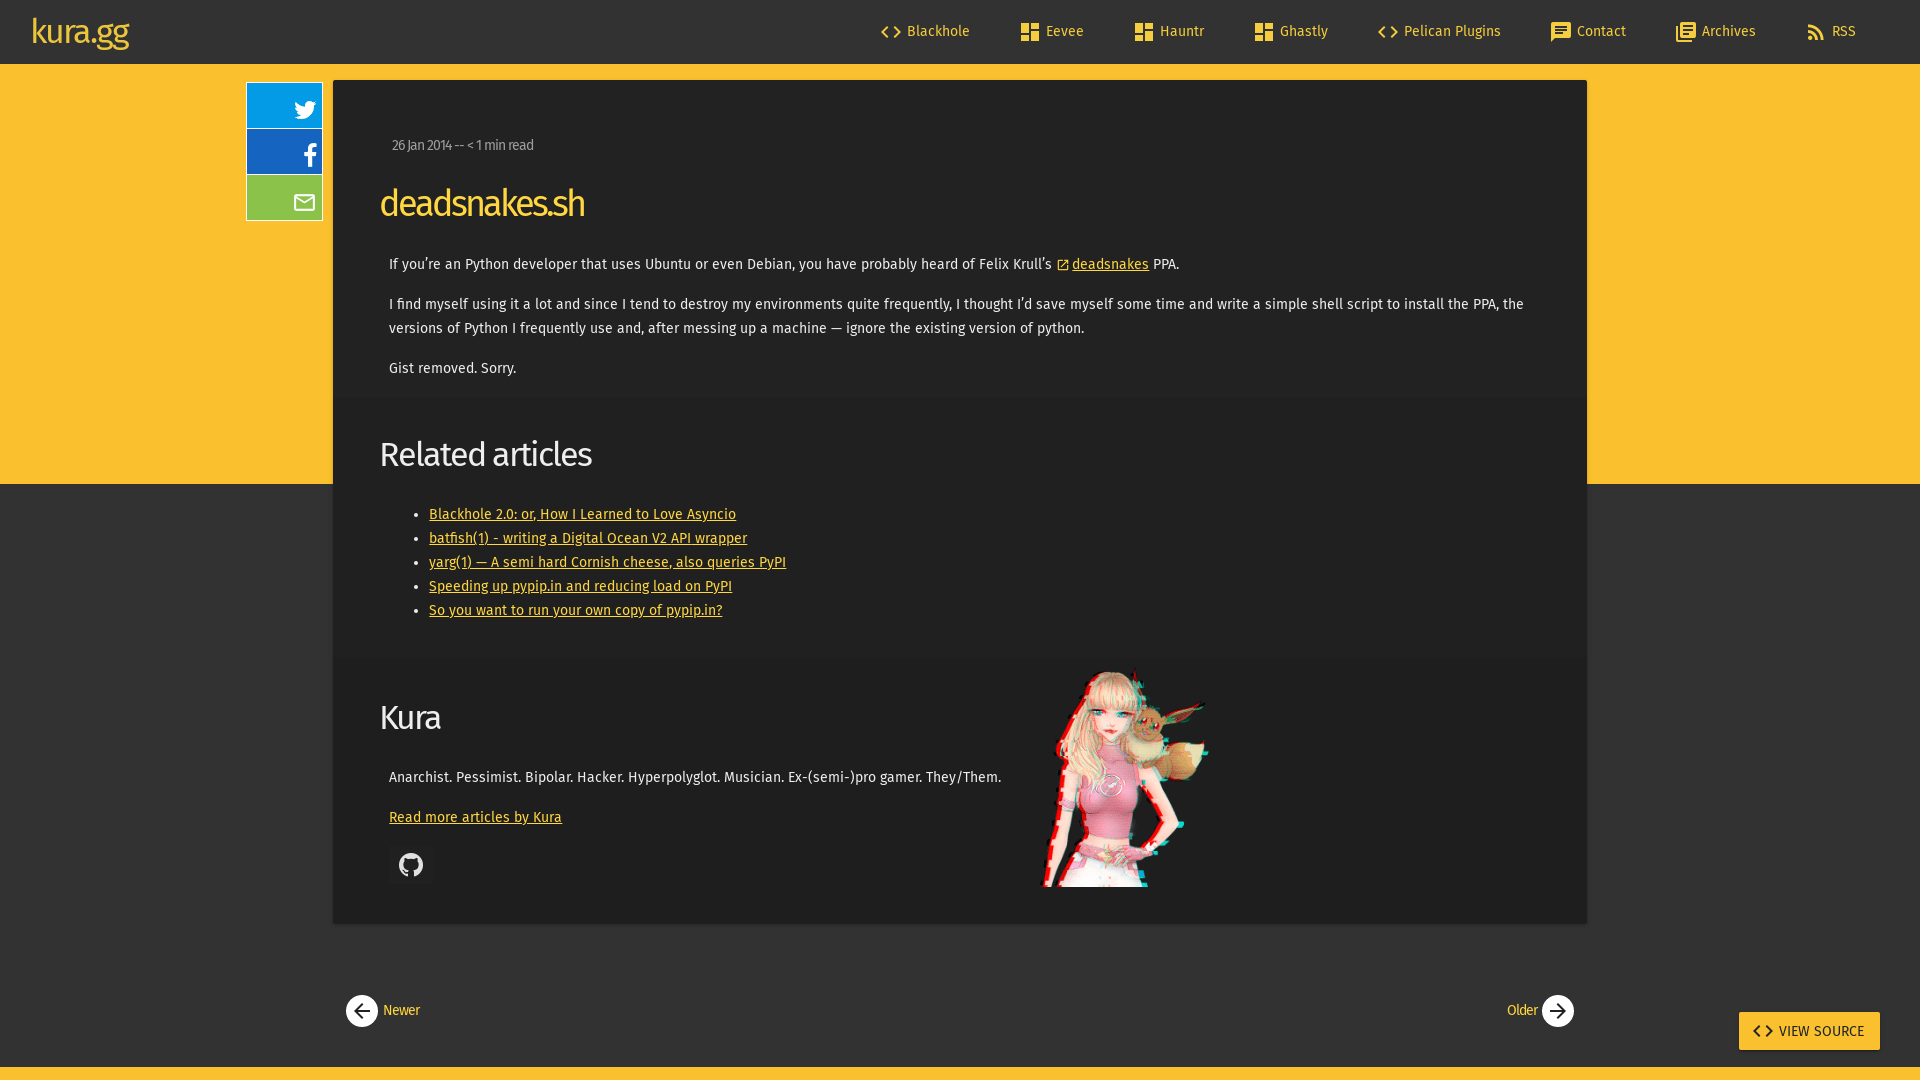 kura.gg
Blackhole
Eevee
Hauntr
Ghastly
Pelican Plugins
Contact
Archives
RSS
26 Jan 2014 -- < 1 min read
deadsnakes.sh
If you’re an Python developer that uses Ubuntu or even Debian, you have probably heard of Felix Krull’s deadsnakes PPA.
I find myself using it a lot and since I tend to destroy my environments quite frequently, I thought I’d save myself some time and write a simple shell script to install the PPA, the
versions of Python I frequently use and, after messing up a machine — ignore the existing version of python.
Gist removed. Sorry.
Related articles
Blackhole 2.0: or, How I Learned to Love Asyncio
batfish(1) - writing a Digital Ocean V2 API wrapper
yarg(1) — A semi hard Cornish cheese, also queries PyPI
Speeding up pypip.in and reducing load on PyPI
So you want to run your own copy of pypip.in?
Kura
Anarchist. Pessimist. Bipolar. Hacker. Hyperpolyglot. Musician. Ex-(semi-)pro gamer. They/Them.
Read more articles by Kura
Newer
Older
VIEW SOURCE